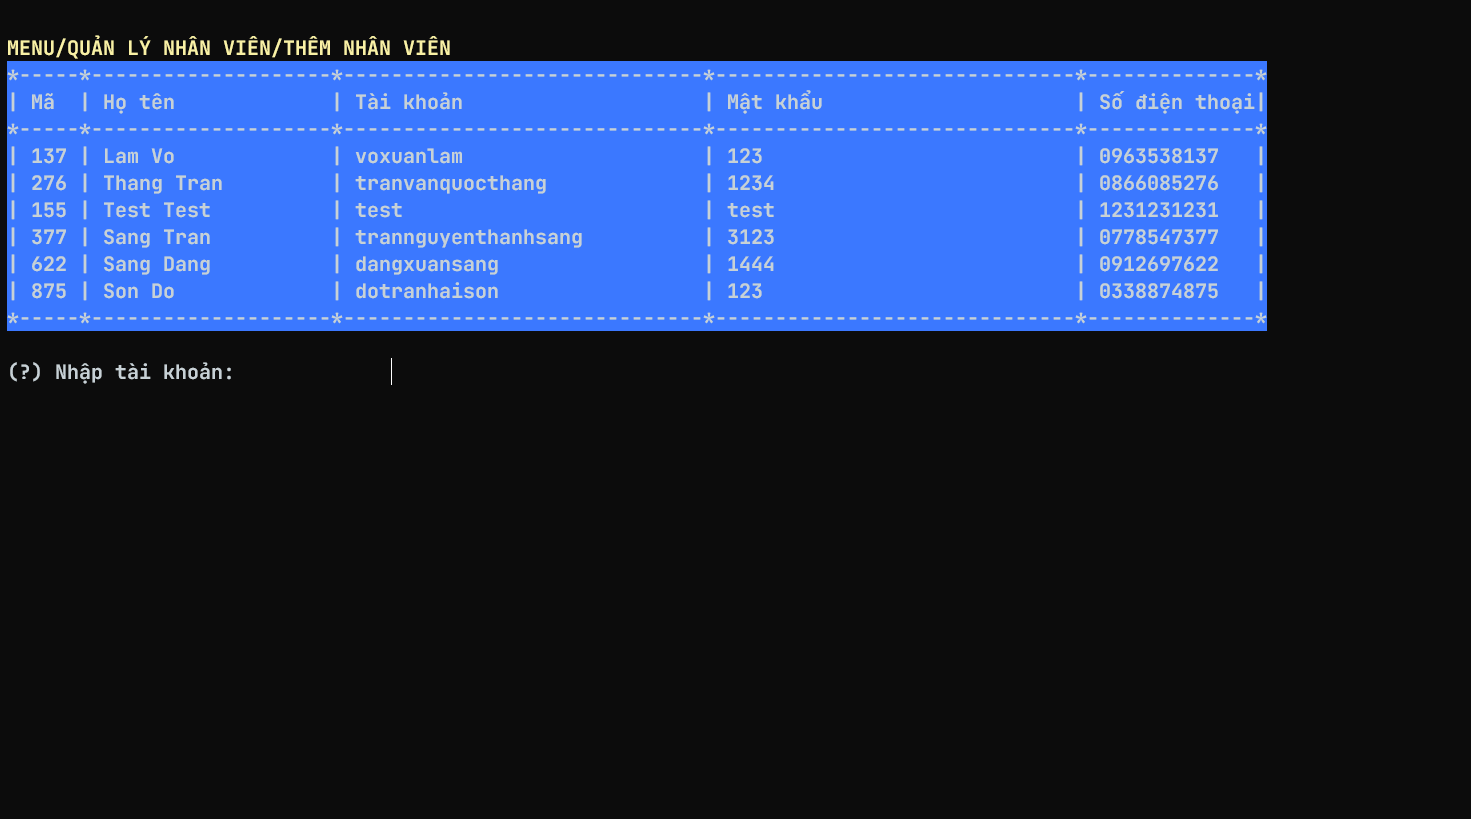 MENU/QUẢN LÝ NHÂN VIÊN/THÊM NHÂN VIÊN
*-----*--------------------*------------------------------*------------------------------*--------------*
| Mã  | Họ tên             | Tài khoản                    | Mật khẩu                     | Số điện thoại|
*-----*--------------------*------------------------------*------------------------------*--------------*
| 137 | Lam Vo             | voxuanlam                    | 123                          | 0963538137   |
| 276 | Thang Tran         | tranvanquocthang             | 1234                         | 0866085276   |
| 155 | Test Test          | test                         | test                         | 1231231231   |
| 377 | Sang Tran          | trannguyenthanhsang          | 3123                         | 0778547377   |
| 622 | Sang Dang          | dangxuansang                 | 1444                         | 0912697622   |
| 875 | Son Do             | dotranhaison                 | 123                          | 0338874875   |
*-----*--------------------*------------------------------*------------------------------*--------------*
(?) Nhập tài khoản: